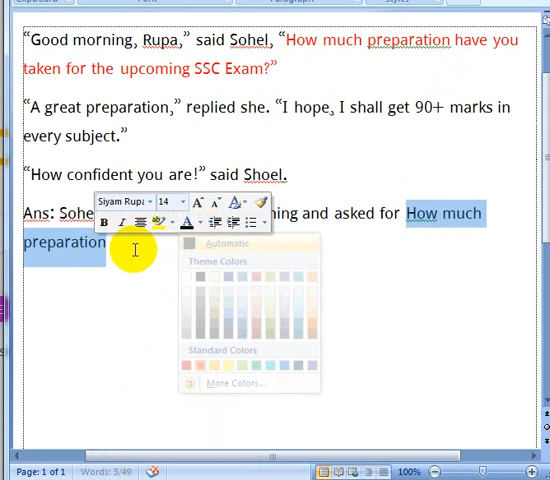 “Good morning, Rupa,” said Sohel, “How much preparation have you
taken for the upcoming SSC Exam?”
“A great preparation,” replied she. “I hope, I shall get 90+ marks in
every subject.”
“How confident you are!” said Shoel.
Siyam Rupa 14
Ans: Sohe ning and asked for How much
preparation
Automatic
Theme Colors
Standard Colors
More Colors...
Page: 1 of 1 Words: 3/49 100%